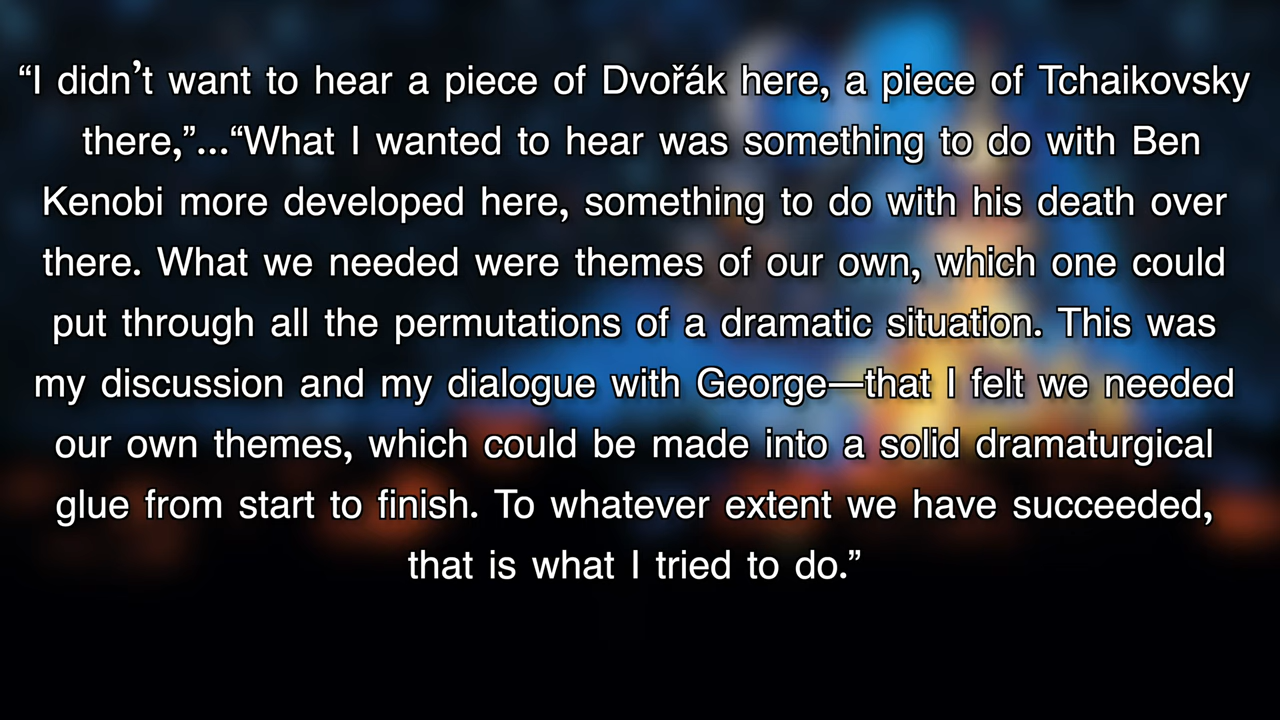 “I didn’t want to hear a piece of Dvořák here, a piece of Tchaikovsky
there,”...“What I wanted to hear was something to do with Ben
Kenobi more developed here, something to do with his death over
there. What we needed were themes of our own, which one could
put through all the permutations of a dramatic situation. This was
my discussion and my dialogue with George—that I felt we needed
our own themes, which could be made into a solid dramaturgical
glue from start to finish. To whatever extent we have succeeded,
that is what I tried to do.”